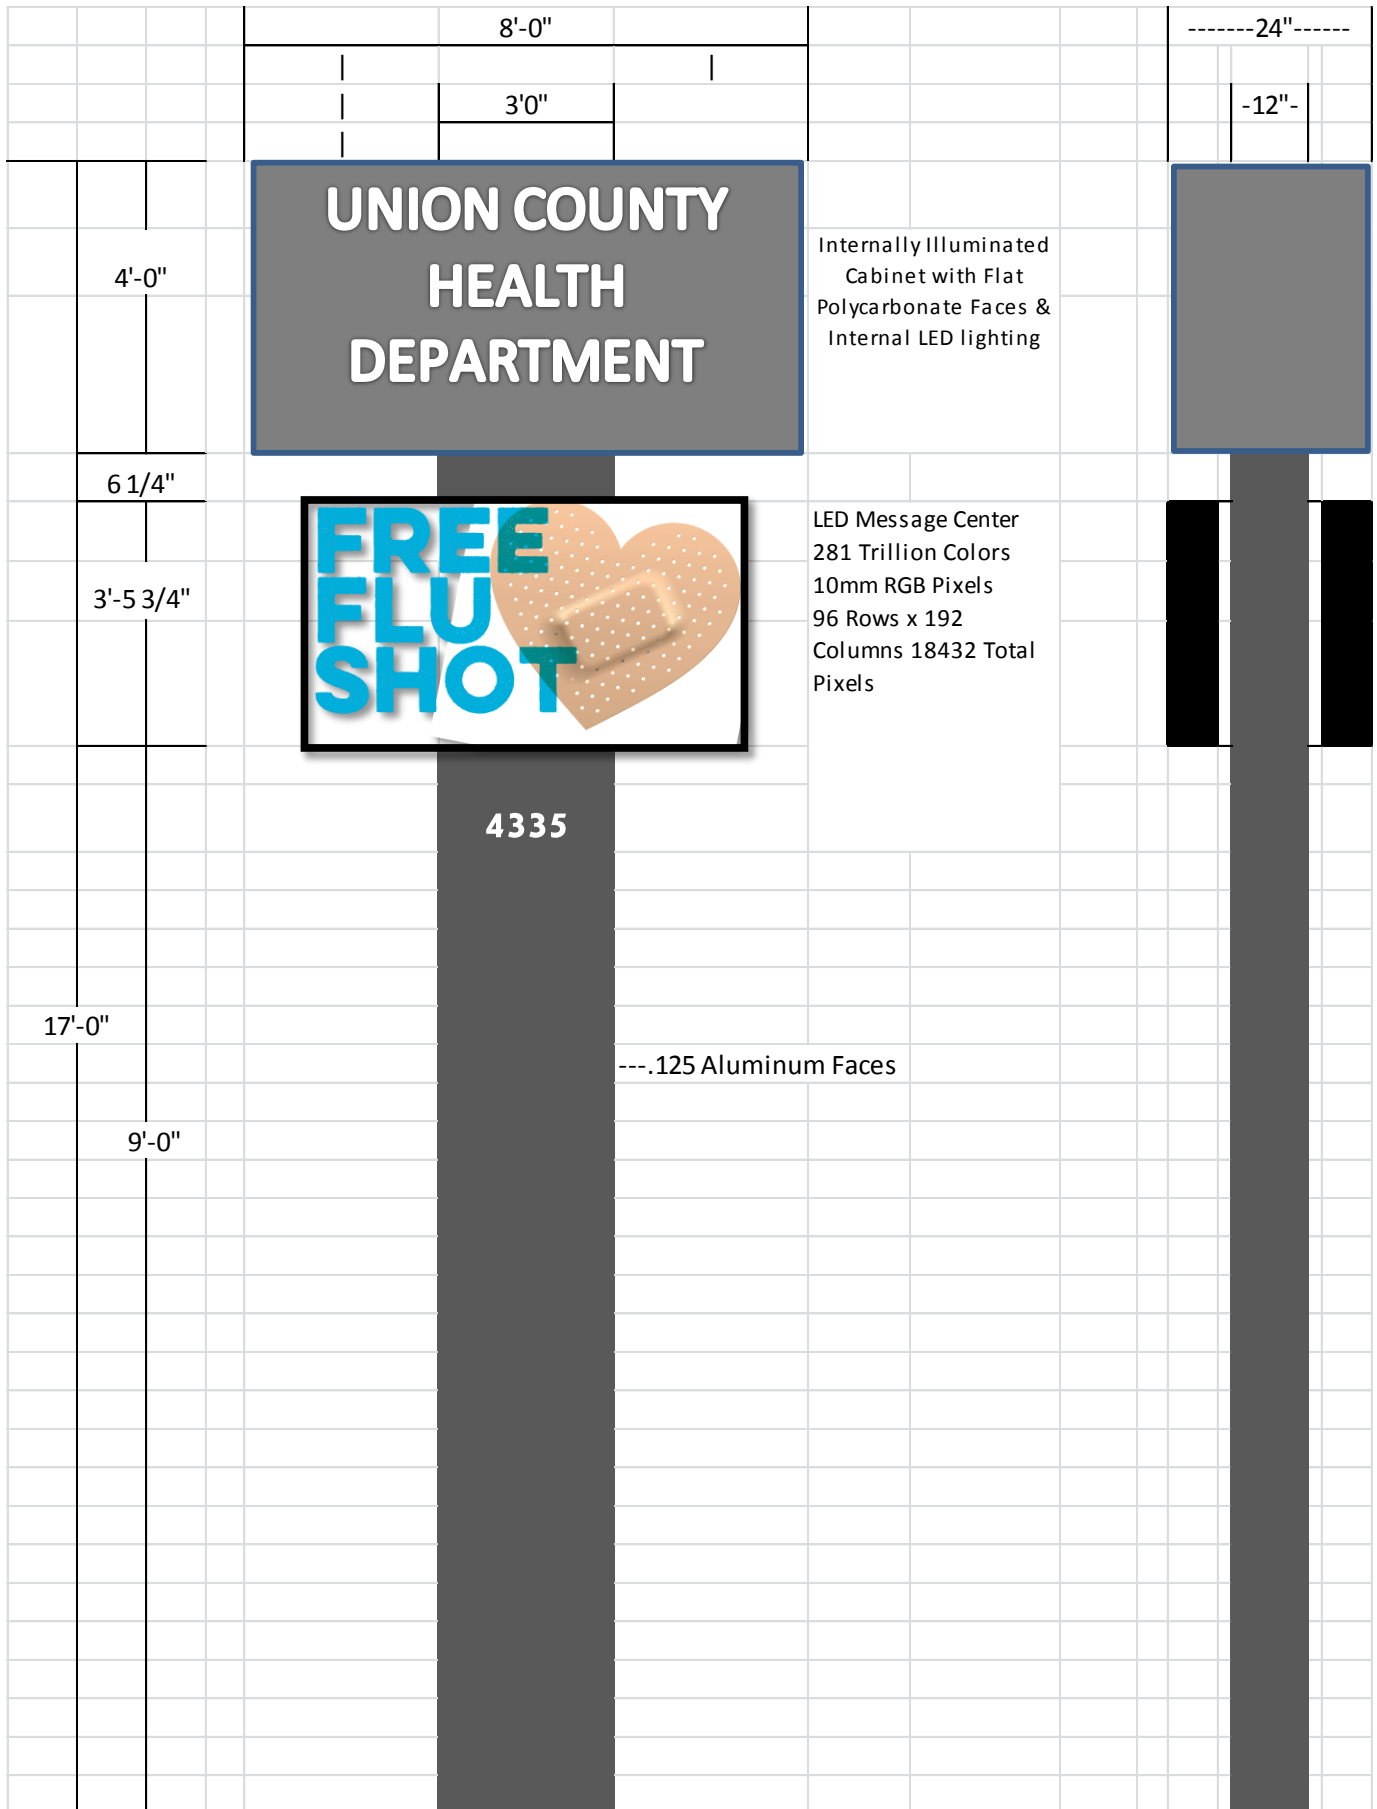 8'-0"
-------24"------
3'0"
-12"-
UNION COUNTY
HEALTH
DEPARTMENT
4'-0"
Internally Illuminated
Cabinet with Flat
Polycarbonate Faces &
Internal LED lighting
6 1/4"
FREE
FLU
SHOT
3'-5 3/4"
LED Message Center
281 Trillion Colors
10mm RGB Pixels
96 Rows x 192
Columns 18432 Total
Pixels
4335
17'-0"
---.125 Aluminum Faces
9'-0"